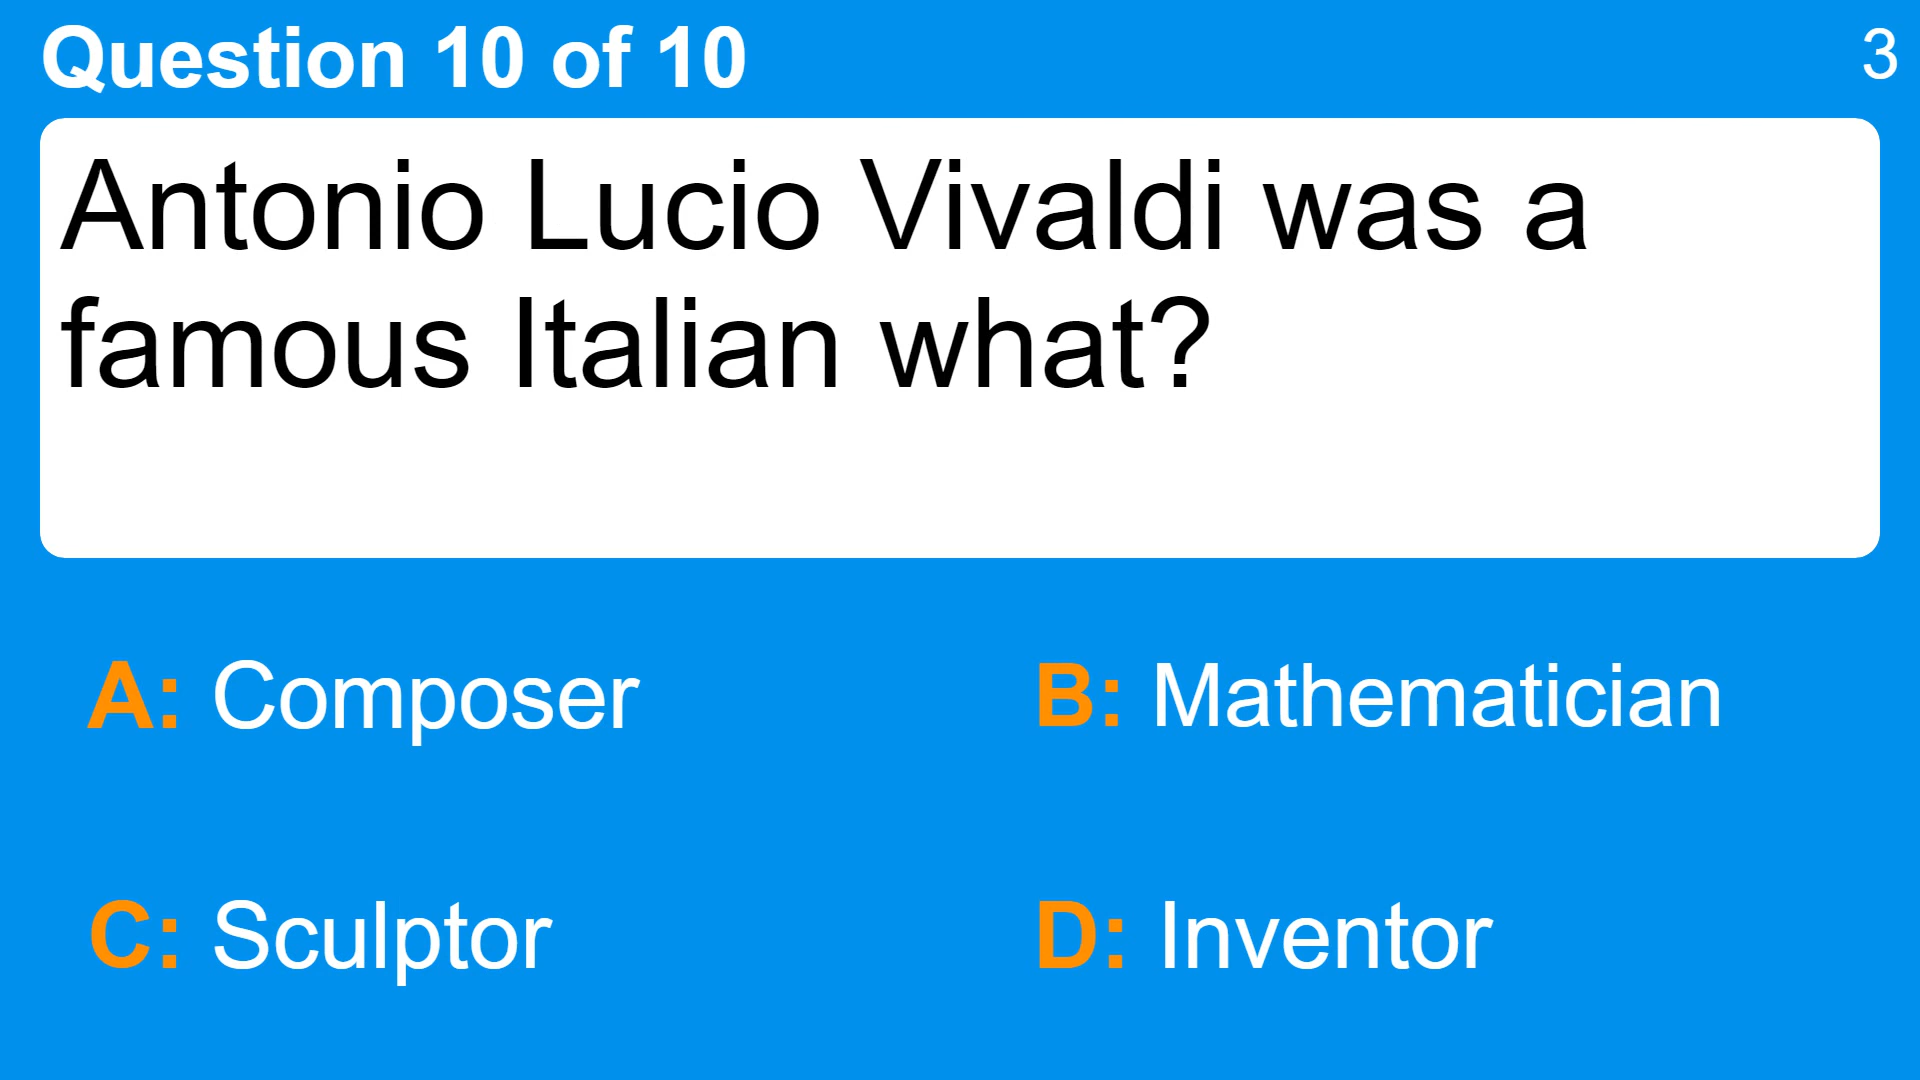 Question 10 of 10
3
Antonio Lucio Vivaldi was a
famous Italian what?
A: Composer
B: Mathematician
C: Sculptor
D: Inventor